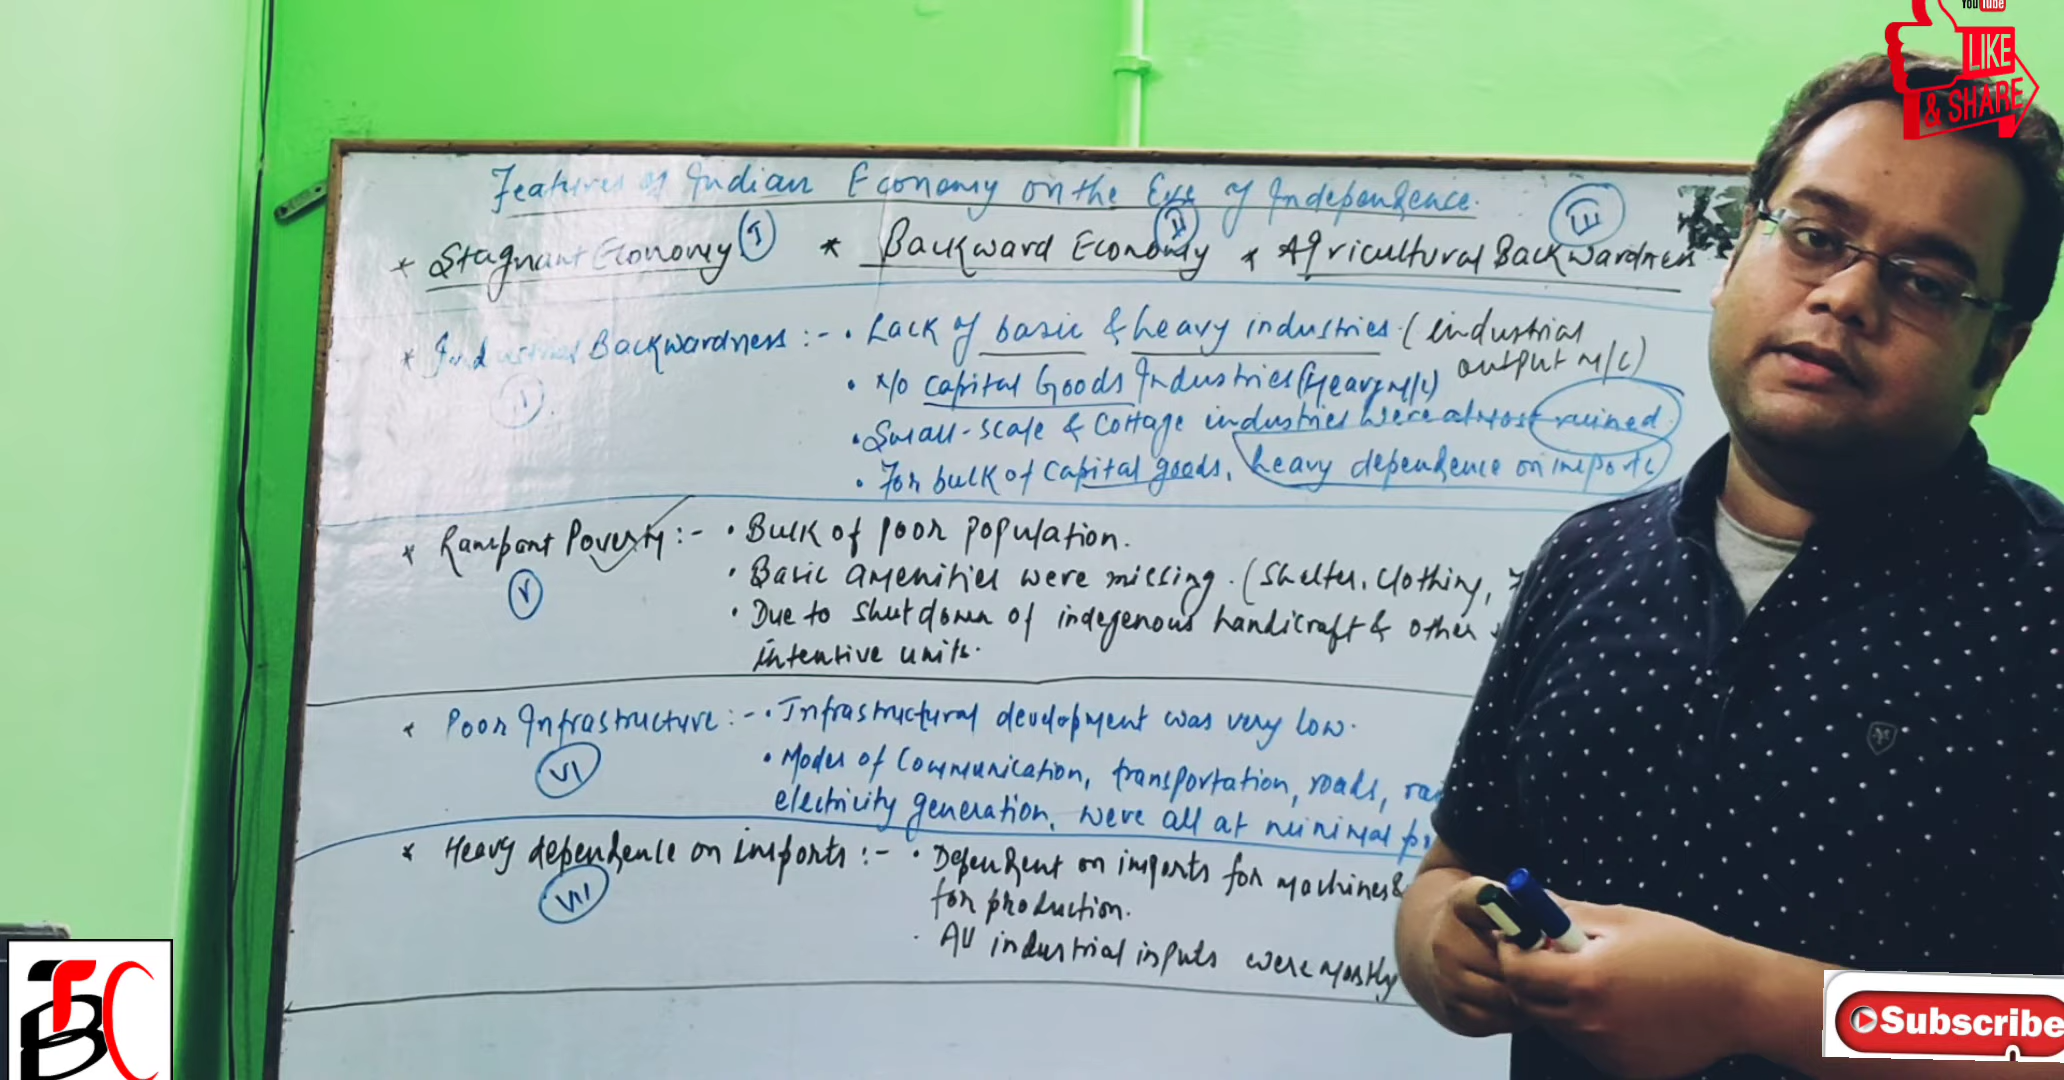 YouTube
LIKE
& SHARE
Features of Indian Economy on the Eve of Independence.
* Stagnant Economy I * Backward Economy II * Agricultural Backwardness III
* Industrial Backwardness :- • Lack of basic & heavy industries (industrial
output M/C)
• N/O Capital Goods Industries (Heavy M/C)
• Small-scale & Cottage industries were almost ruined.
• For bulk of capital goods, heavy dependence on imports
* Rampant Poverty :- • Bulk of poor population.
V
• Basic amenities were missing. (Shelter, Clothing,
• Due to shutdown of indegenous handicraft & other
intensive units.
* Poor Infrastructure :- • Infrastructural development was very low.
VI
• Modes of Communication, transportation, roads,
electricity generation, were all at minimal
* Heavy dependence on imports :- • Dependent on imports for machines &
VII
for production.
• All industrial inputs were mostly
TBC
Subscribe